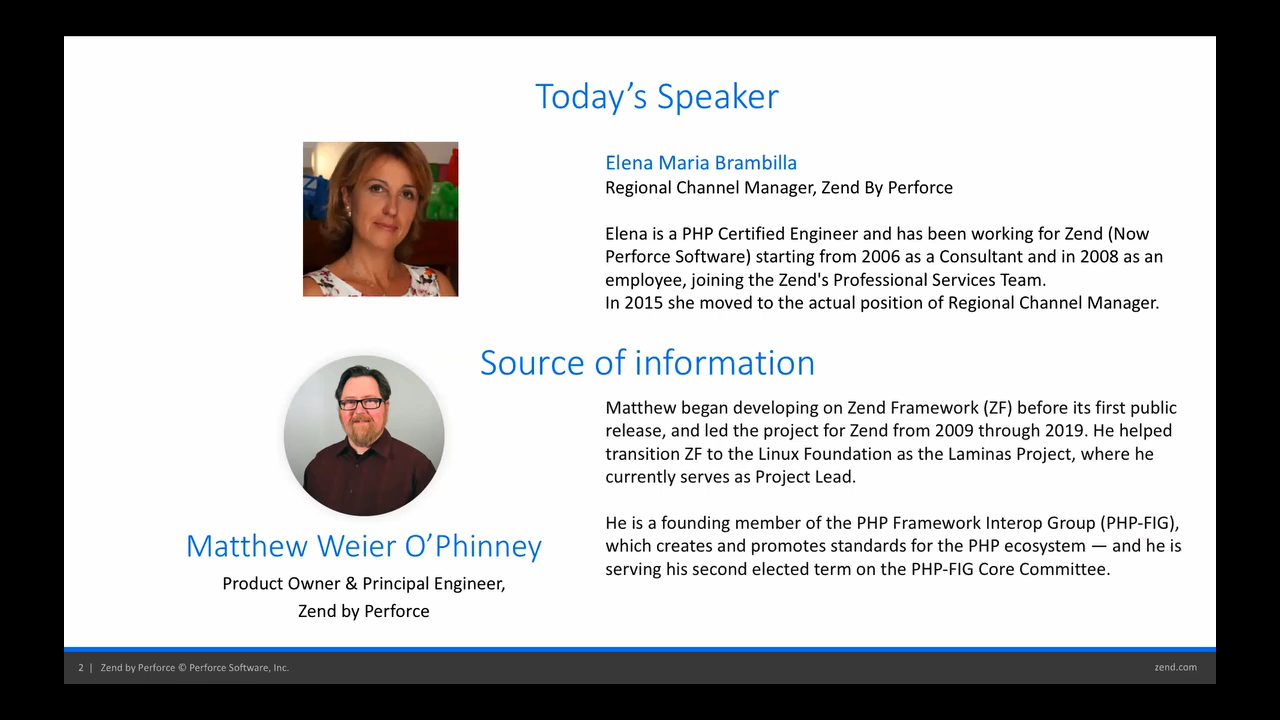 Today’s Speaker
Elena Maria Brambilla
Regional Channel Manager, Zend By Perforce
Elena is a PHP Certified Engineer and has been working for Zend (Now
Perforce Software) starting from 2006 as a Consultant and in 2008 as an
employee, joining the Zend's Professional Services Team.
In 2015 she moved to the actual position of Regional Channel Manager.
Source of information
Matthew Weier O’Phinney
Product Owner & Principal Engineer,
Zend by Perforce
Matthew began developing on Zend Framework (ZF) before its first public
release, and led the project for Zend from 2009 through 2019. He helped
transition ZF to the Linux Foundation as the Laminas Project, where he
currently serves as Project Lead.
He is a founding member of the PHP Framework Interop Group (PHP-FIG),
which creates and promotes standards for the PHP ecosystem — and he is
serving his second elected term on the PHP-FIG Core Committee.
2 | Zend by Perforce © Perforce Software, Inc.
zend.com